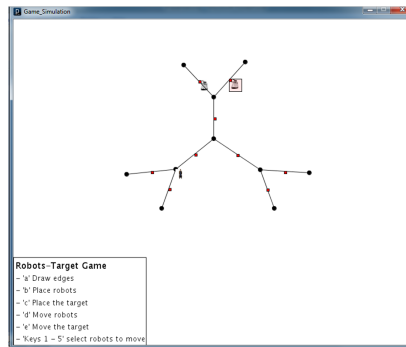 Game_Simulation
Robots-Target Game
- 'a' Draw edges
- 'b' Place robots
- 'c' Place the target
- 'd' Move robots
- 'e' Move the target
- 'Keys 1 - 5' select robots to move